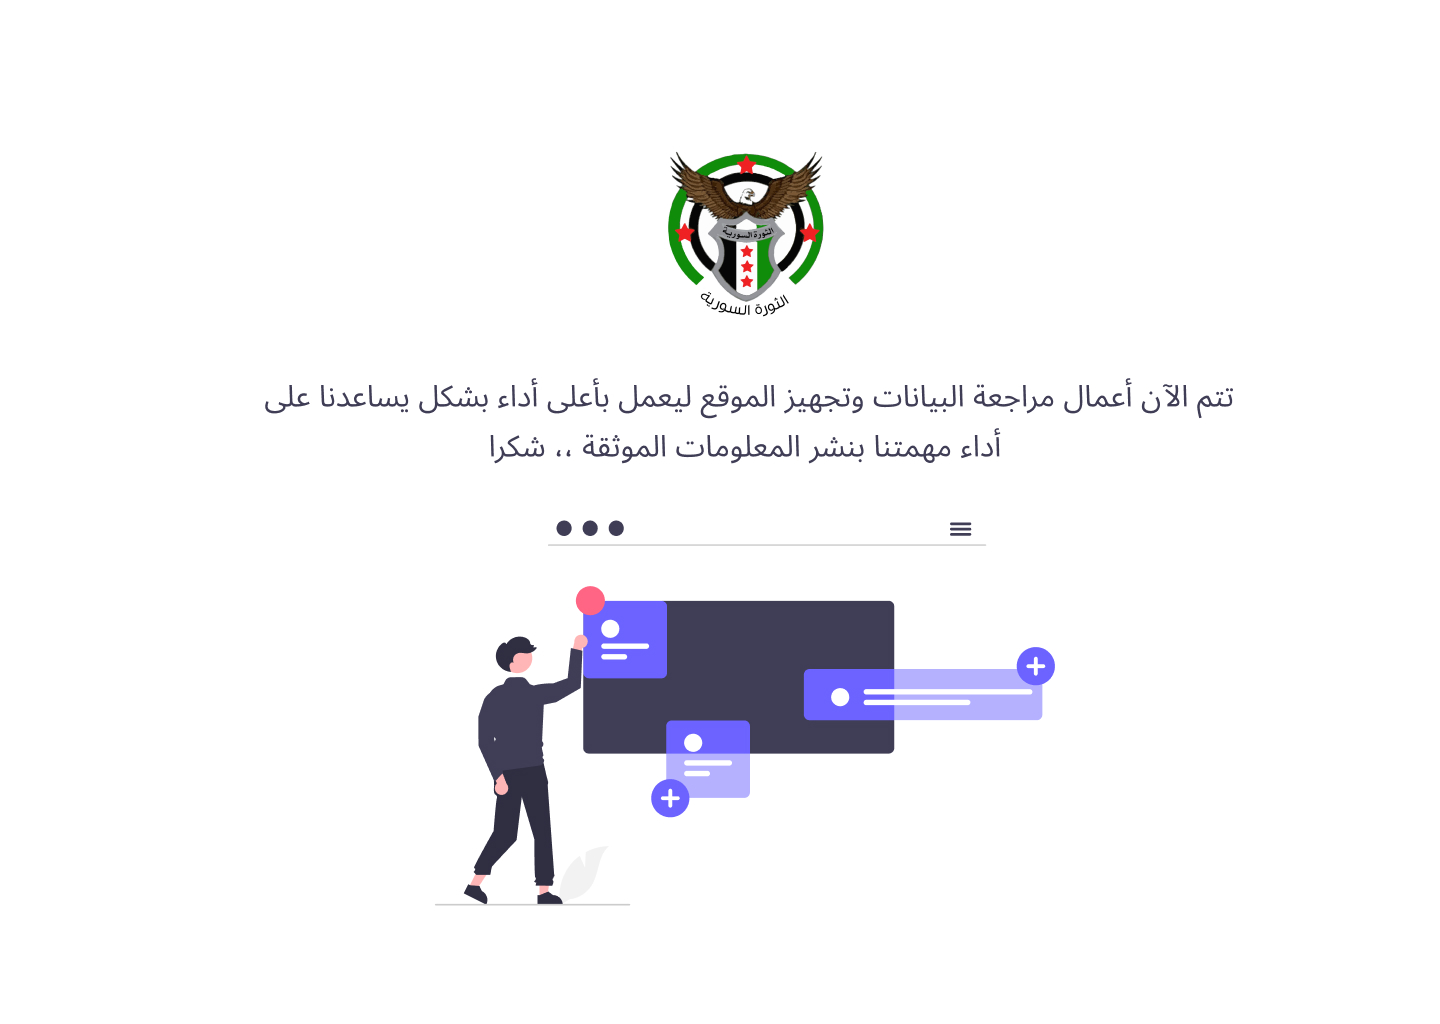 الثورة السورية
الثورة السورية
تتم الآن أعمال مراجعة البيانات وتجهيز الموقع ليعمل بأعلى أداء بشكل يساعدنا على
أداء مهمتنا بنشر المعلومات الموثقة ،، شكرا